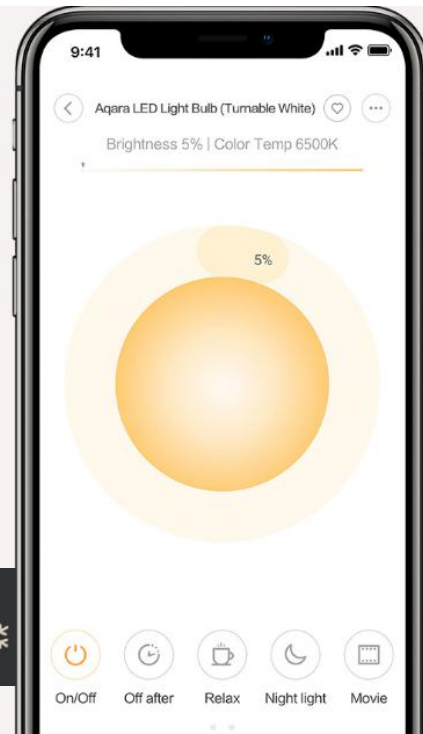 9:41
Aqara LED Light Bulb (Turnable White)
Brightness 5% | Color Temp 6500K
5%
On/Off Off after Relax Night light Movie